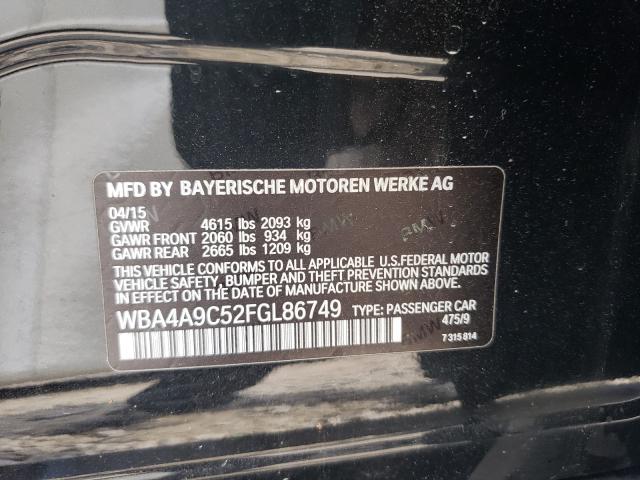 MFD BY BAYERISCHE MOTOREN WERKE AG
04/15
GVWR 4615 lbs 2093 kg
GAWR FRONT 2060 lbs 934 kg
GAWR REAR 2665 lbs 1209 kg
THIS VEHICLE CONFORMS TO ALL APPLICABLE U.S.FEDERAL MOTOR
VEHICLE SAFETY, BUMPER, AND THEFT PREVENTION STANDARDS
IN EFFECT ON THE DATE OF MANUFACTURE SHOWN ABOVE.
WBA4A9C52FGL86749 TYPE: PASSENGER CAR
475/9
7 315 814
BMW
BMW